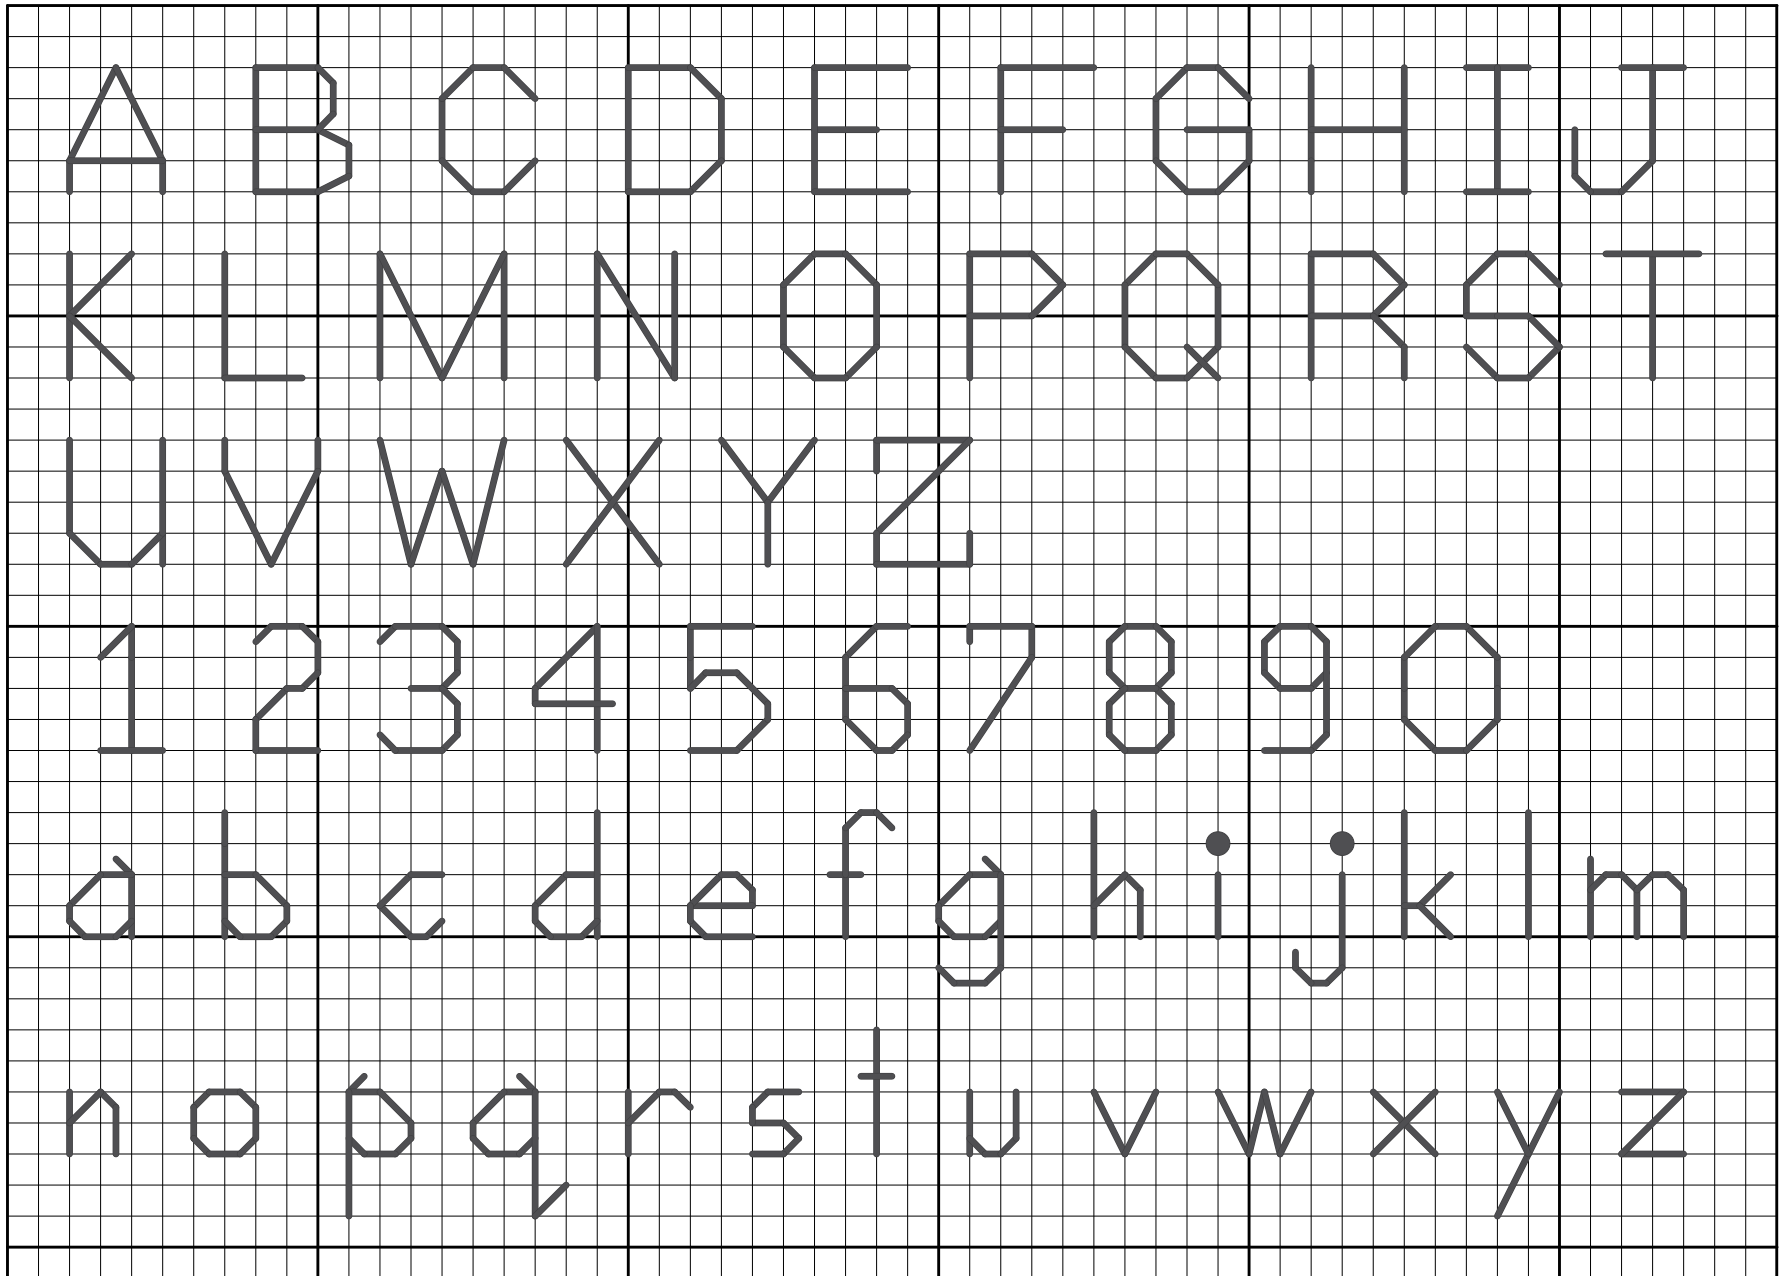 A B C D E F G H I J
K L M N O P Q R S T
U V W X Y Z
1 2 3 4 5 6 7 8 9 0
a b c d e f g h i j k l m
n o p q r s t u v w x y z